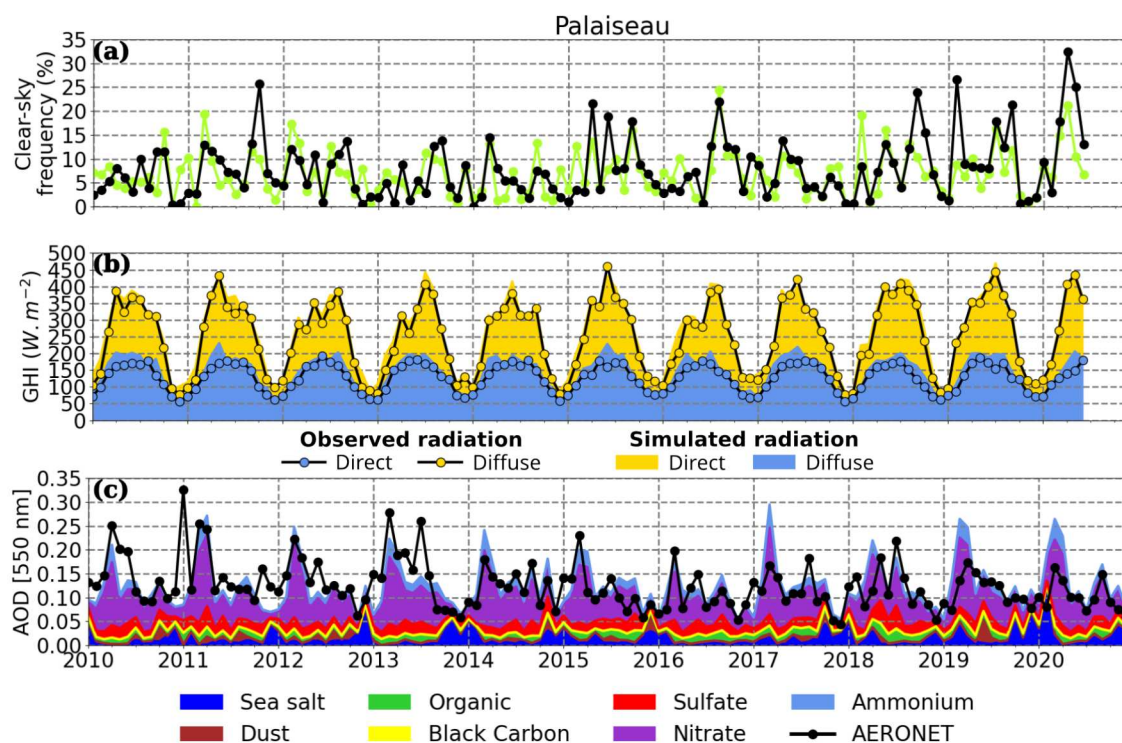 Palaiseau
(a)
Clear-sky
frequency (%)
35
30
25
20
15
10
5
0
(b)
GHI (W. m⁻²)
500
450
400
350
300
250
200
150
100
50
0
Observed radiation
Direct Diffuse
Simulated radiation
Direct Diffuse
(c)
AOD [550 nm]
0.35
0.30
0.25
0.20
0.15
0.10
0.05
0.00
2010 2011 2012 2013 2014 2015 2016 2017 2018 2019 2020
Sea salt Organic Sulfate Ammonium
Dust Black Carbon Nitrate AERONET